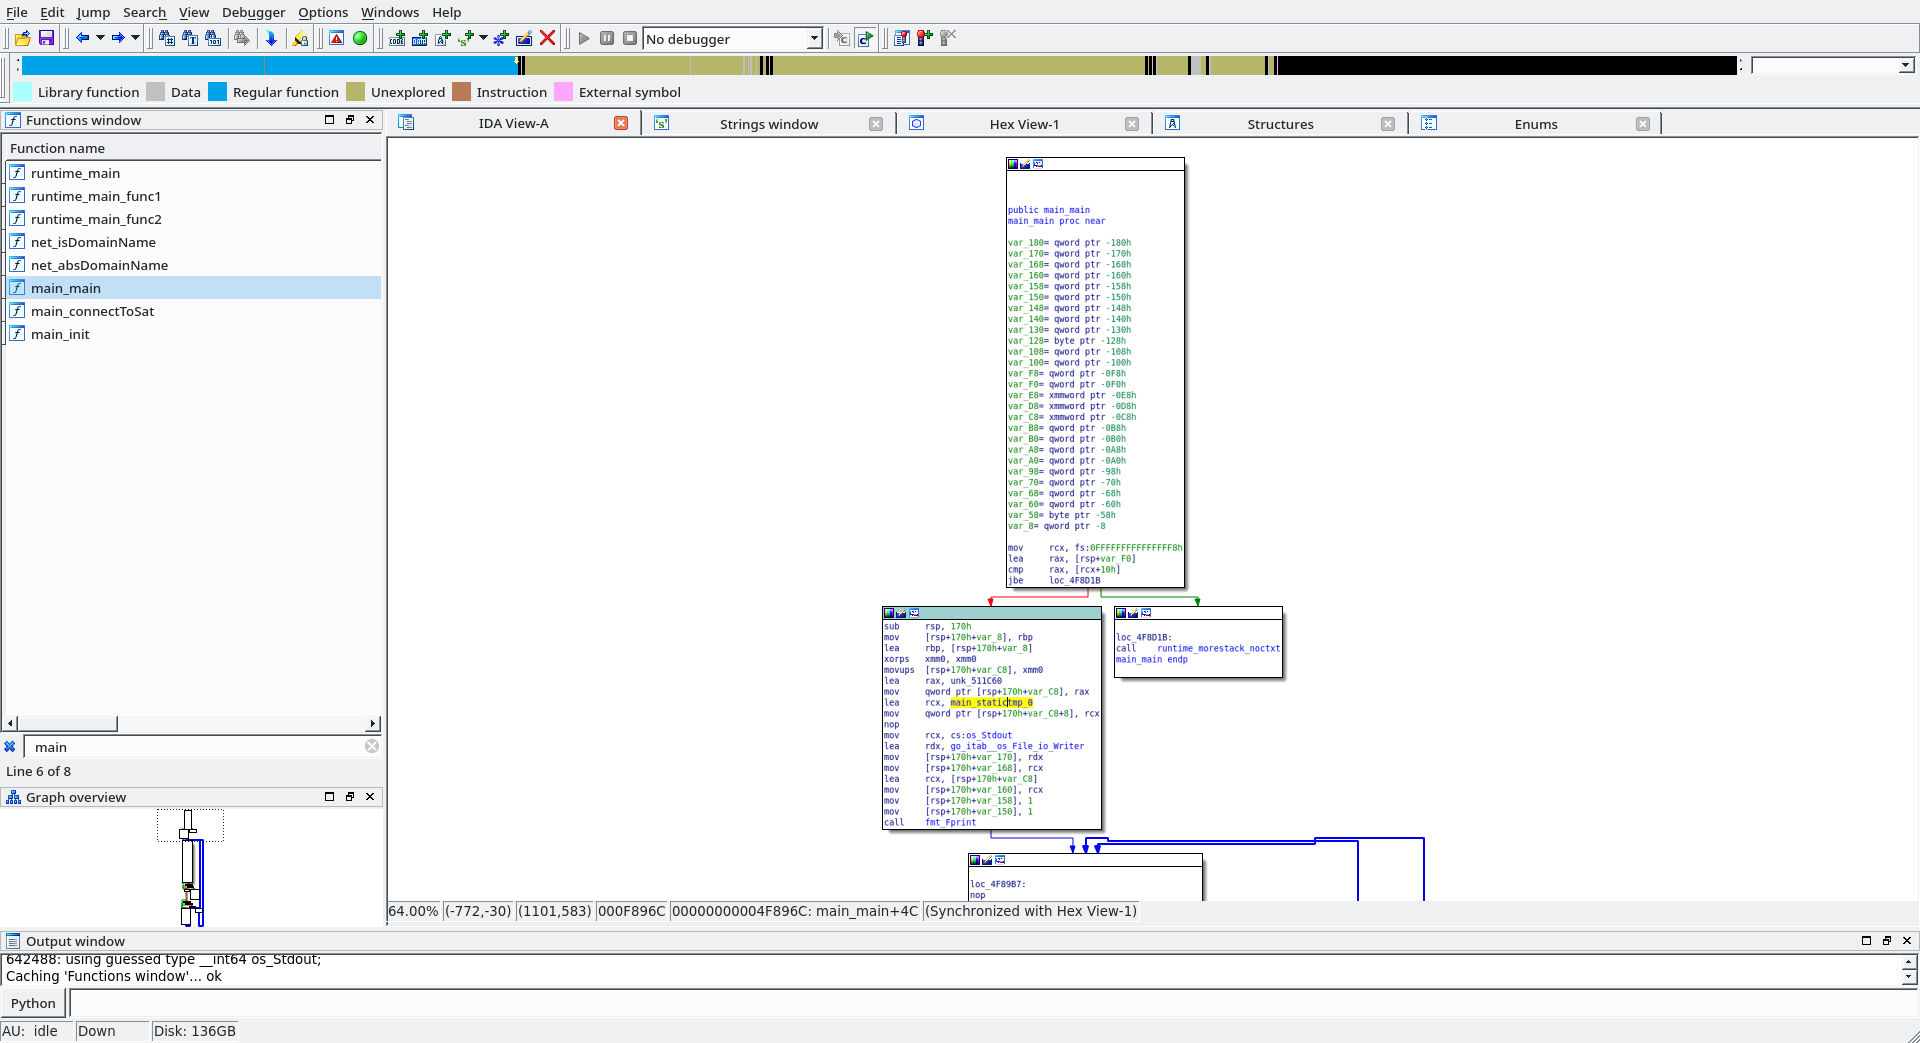 File Edit Jump Search View Debugger Options Windows Help
No debugger
Library function Data Regular function Unexplored Instruction External symbol
Functions window
Function name
runtime_main
runtime_main_func1
runtime_main_func2
net_isDomainName
net_absDomainName
main_main
main_connectToSat
main_init
main
Line 6 of 8
Graph overview
IDA View-A Strings window Hex View-1 Structures Enums
public main_main
main_main proc near
var_180= qword ptr -180h
var_170= qword ptr -170h
var_168= qword ptr -168h
var_160= qword ptr -160h
var_158= qword ptr -158h
var_150= qword ptr -150h
var_148= qword ptr -148h
var_140= qword ptr -140h
var_130= qword ptr -130h
var_128= byte ptr -128h
var_108= qword ptr -108h
var_100= qword ptr -100h
var_F8= qword ptr -0F8h
var_F0= qword ptr -0F0h
var_E8= xmmword ptr -0E8h
var_D8= xmmword ptr -0D8h
var_C8= xmmword ptr -0C8h
var_B8= qword ptr -0B8h
var_B0= qword ptr -0B0h
var_A8= qword ptr -0A8h
var_A0= qword ptr -0A0h
var_98= qword ptr -98h
var_70= qword ptr -70h
var_68= qword ptr -68h
var_60= qword ptr -60h
var_58= byte ptr -58h
var_8= qword ptr -8
mov rcx, fs:0FFFFFFFFFFFFFFF8h
lea rax, [rsp+var_F0]
cmp rax, [rcx+10h]
jbe loc_4F8D1B
sub rsp, 170h
mov [rsp+170h+var_8], rbp
lea rbp, [rsp+170h+var_8]
xorps xmm0, xmm0
movups [rsp+170h+var_C8], xmm0
lea rax, unk_511C60
mov qword ptr [rsp+170h+var_C8], rax
lea rcx, main_statictmp_0
mov qword ptr [rsp+170h+var_C8+8], rcx
nop
mov rcx, cs:os_Stdout
lea rdx, go_itab__os_File_io_Writer
mov [rsp+170h+var_170], rdx
mov [rsp+170h+var_168], rcx
lea rcx, [rsp+170h+var_C8]
mov [rsp+170h+var_160], rcx
mov [rsp+170h+var_158], 1
mov [rsp+170h+var_150], 1
call fmt_Fprint
loc_4F8D1B:
call runtime_morestack_noctxt
main_main endp
loc_4F89B7:
nop
64.00% (-772,-30) (1101,583) 000F896C 00000000004F896C: main_main+4C (Synchronized with Hex View-1)
Output window
642488: using guessed type __int64 os_Stdout;
Caching 'Functions window'... ok
Python
AU: idle Down Disk: 136GB